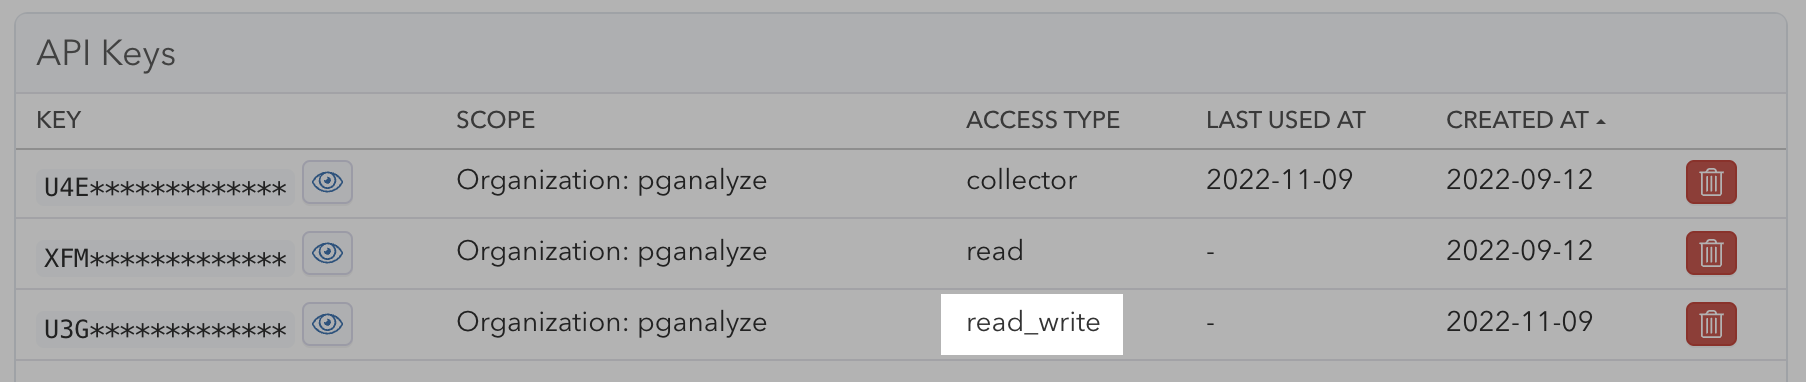 API Keys
KEY SCOPE ACCESS TYPE LAST USED AT CREATED AT
U4E************* Organization: pganalyze collector 2022-11-09 2022-09-12
XFM************* Organization: pganalyze read - 2022-09-12
U3G************* Organization: pganalyze read_write - 2022-11-09